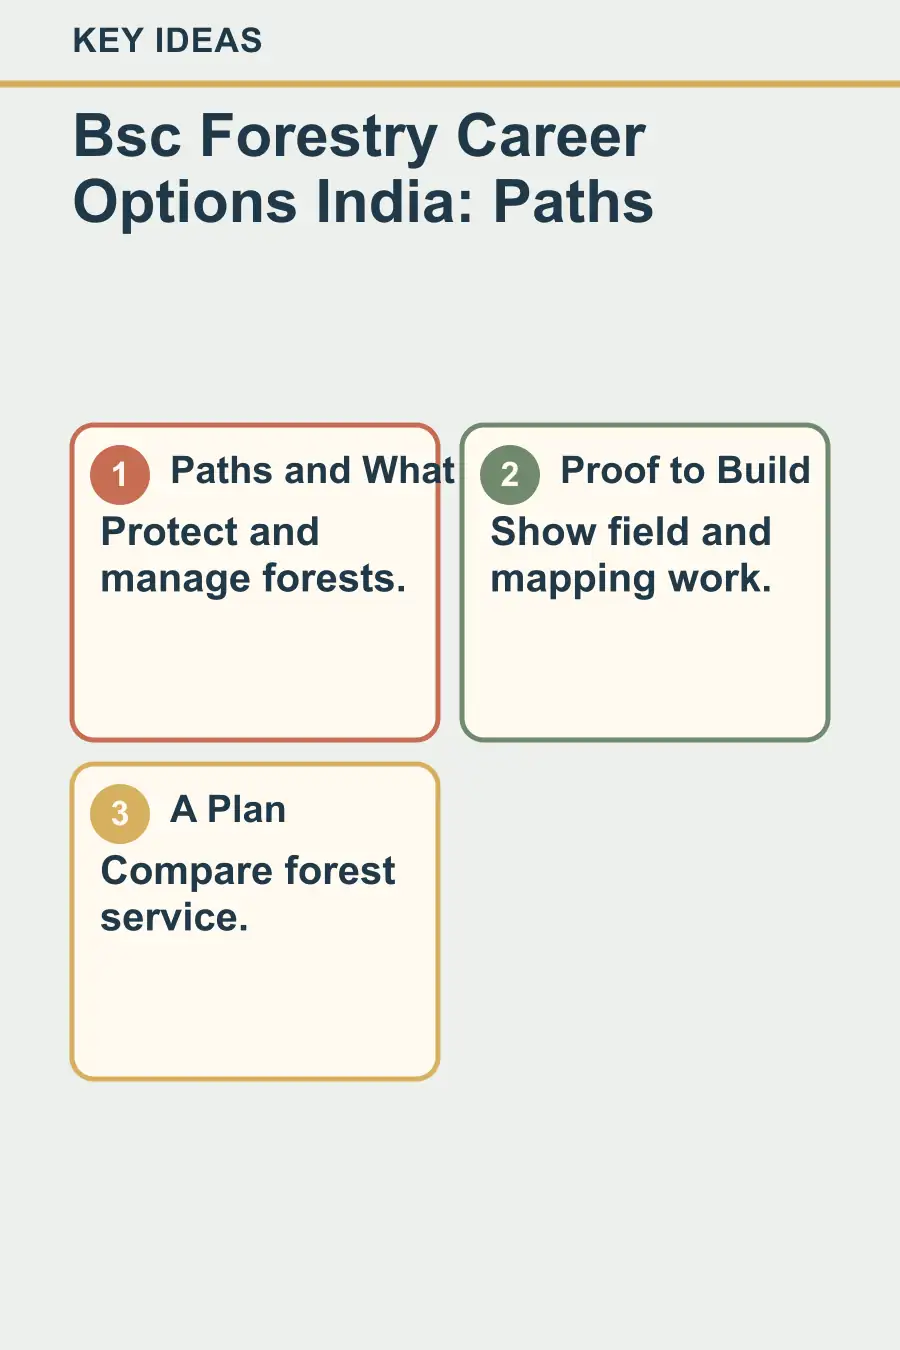 KEY IDEAS
Bsc Forestry Career
Options India: Paths
1 Paths and What
Protect and
manage forests.
2 Proof to Build
Show field and
mapping work.
3 A Plan
Compare forest
service.